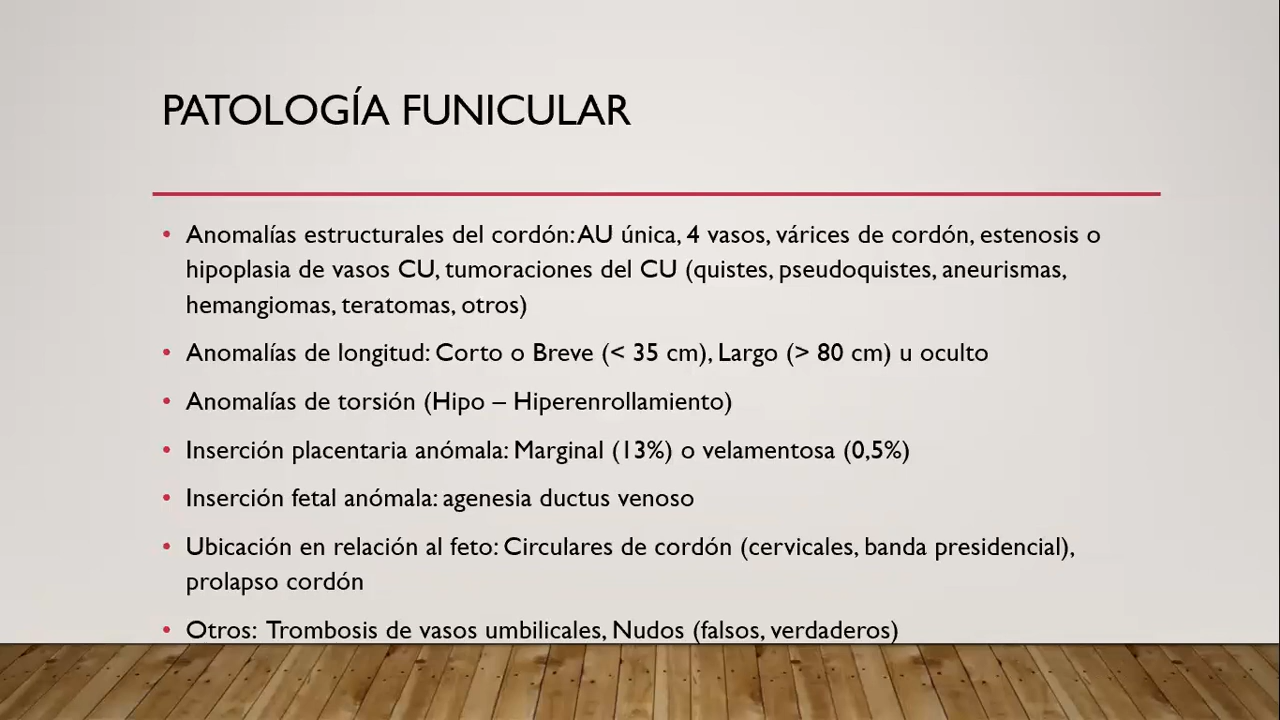 PATOLOGÍA FUNICULAR
• Anomalías estructurales del cordón: AU única, 4 vasos, várices de cordón, estenosis o
hipoplasia de vasos CU, tumoraciones del CU (quistes, pseudoquistes, aneurismas,
hemangiomas, teratomas, otros)
• Anomalías de longitud: Corto o Breve (< 35 cm), Largo (> 80 cm) u oculto
• Anomalías de torsión (Hipo – Hiperenrollamiento)
• Inserción placentaria anómala: Marginal (13%) o velamentosa (0,5%)
• Inserción fetal anómala: agenesia ductus venoso
• Ubicación en relación al feto: Circulares de cordón (cervicales, banda presidencial),
prolapso cordón
• Otros: Trombosis de vasos umbilicales, Nudos (falsos, verdaderos)